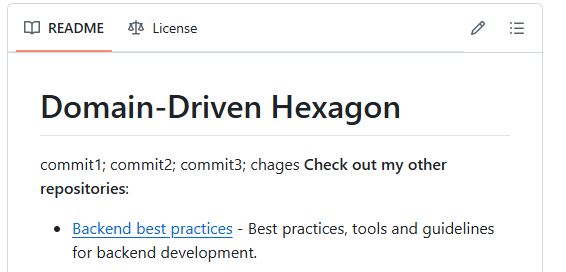 README
License
Domain-Driven Hexagon
commit1; commit2; commit3; chages Check out my other
repositories:
Backend best practices - Best practices, tools and guidelines
for backend development.